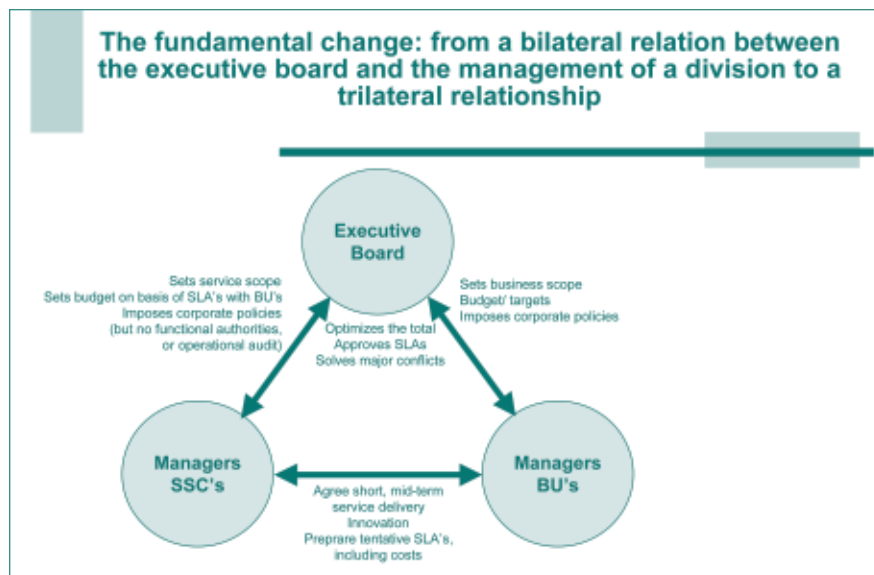 The fundamental change: from a bilateral relation between
the executive board and the management of a division to a
trilateral relationship
Executive
Board
Sets service scope
Sets budget on basis of SLA's with BU's
Imposes corporate policies
(but no functional authorities,
or operational audit)
Sets business scope
Budget/ targets
Imposes corporate policies
Optimizes the total
Approves SLAs
Solves major conflicts
Managers
SSC's
Managers
BU's
Agree short, mid-term
service delivery
Innovation
Preprare tentative SLA's,
including costs